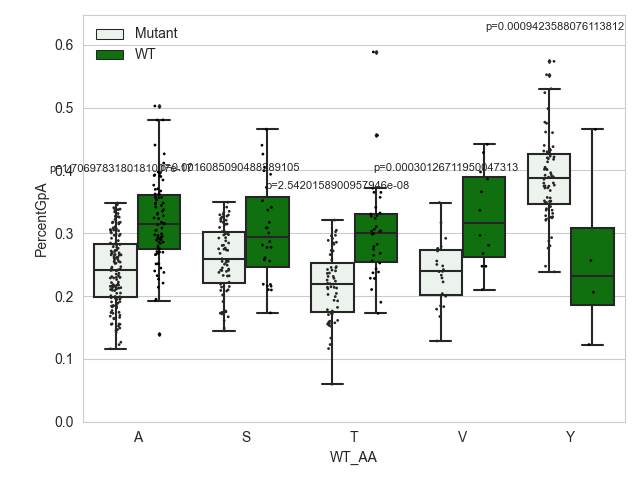 p=0.0009423588076113812
Mutant
WT
0.6
0.5
0.4
0.3
0.2
0.1
0.0
p=0.00030126711950047313
p=2.5420158900957946e-08
PercentGpA
A
S
T
V
Y
WT_AA